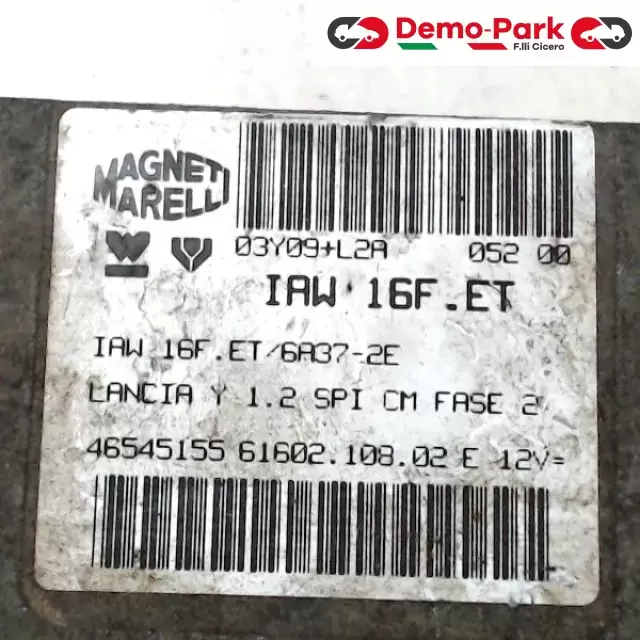 Demo-Park
F.lli Cicero
MAGNETI
MARELLI
03Y09+L2A 052 00
IAW 16F.ET
IAW 16F.ET/6A37-2E
LANCIA Y 1.2 SPI CM FASE 2
46545155 61602.108.02 E 12V=